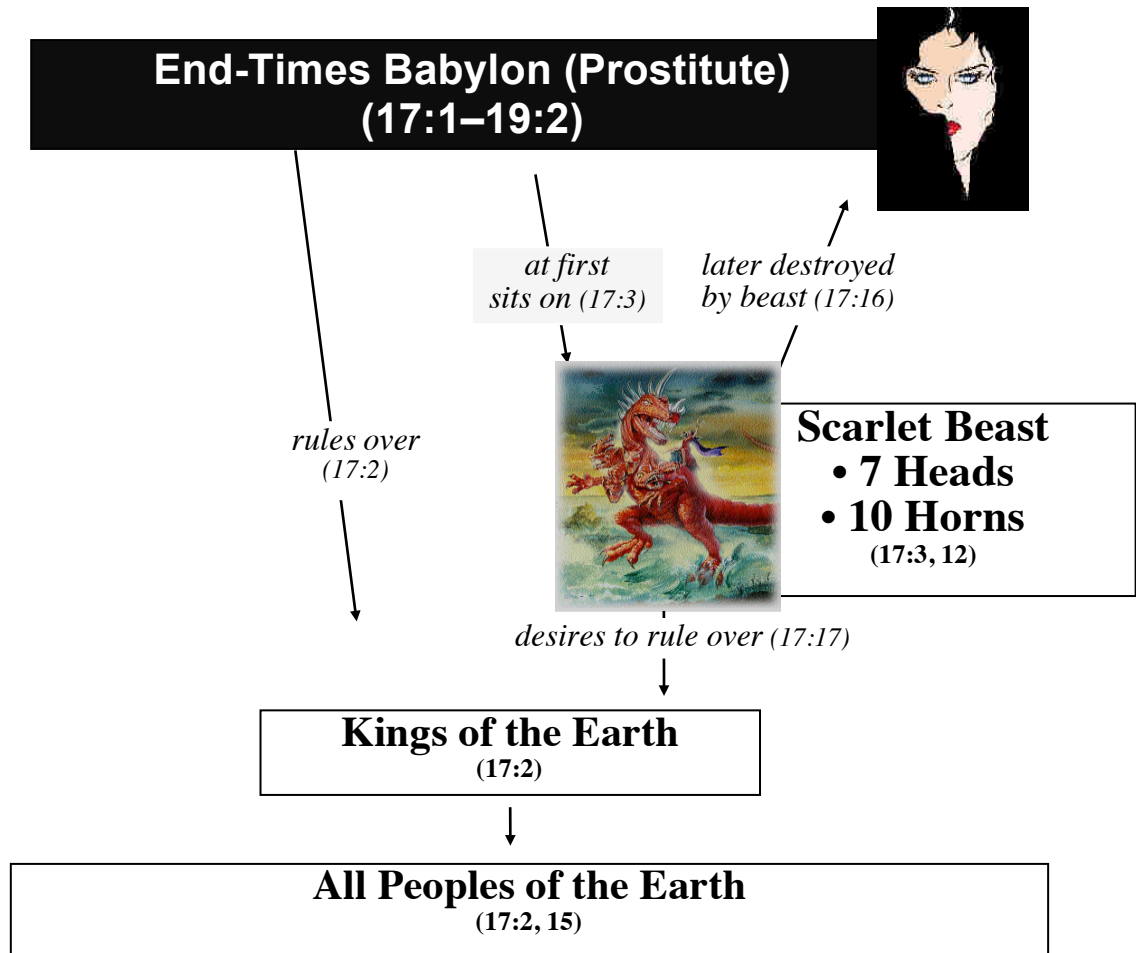 End-Times Babylon (Prostitute)
(17:1–19:2)
at first
sits on (17:3)
later destroyed
by beast (17:16)
rules over
(17:2)
Scarlet Beast
• 7 Heads
• 10 Horns
(17:3, 12)
desires to rule over (17:17)
Kings of the Earth
(17:2)
All Peoples of the Earth
(17:2, 15)